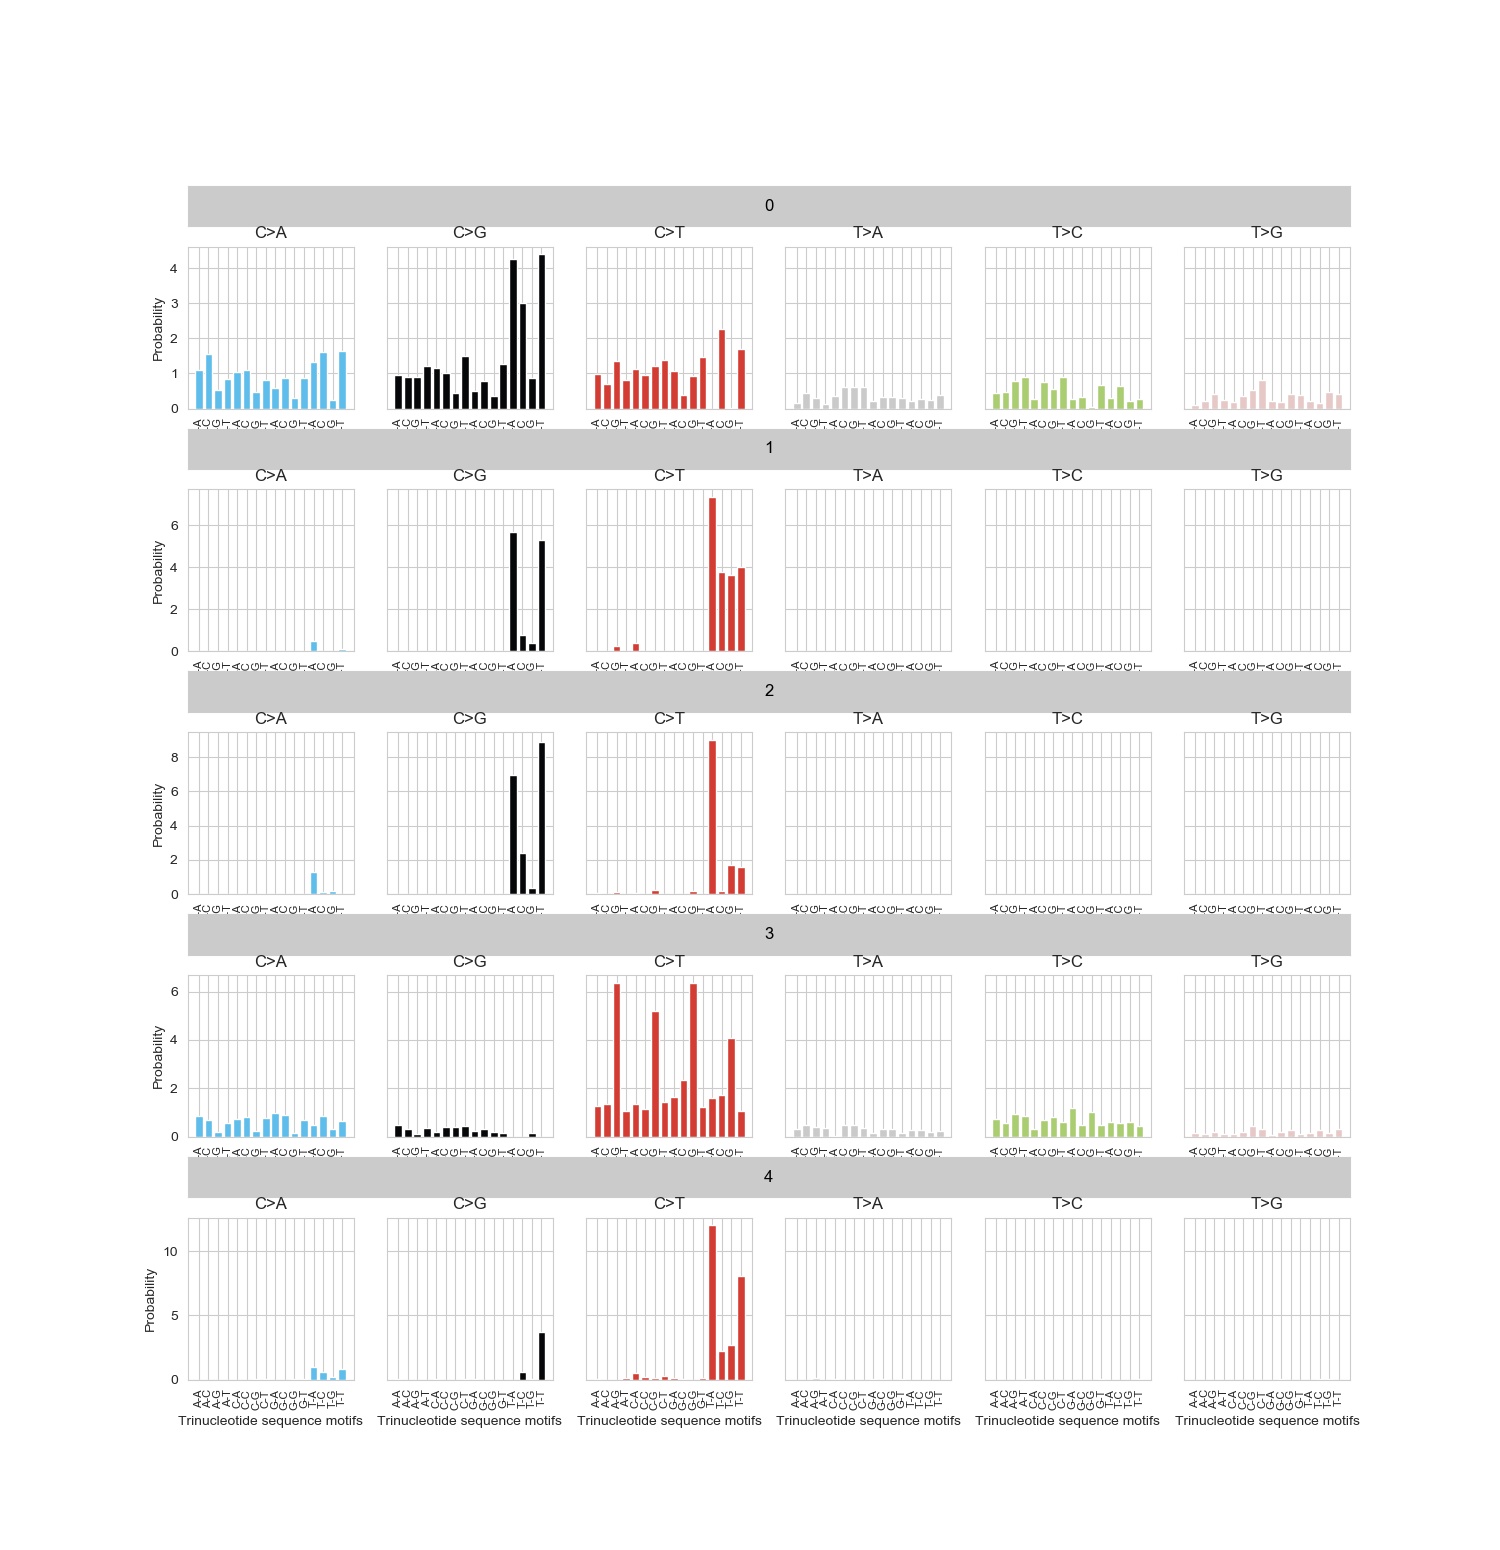 0
C>A C>G C>T T>A T>C T>G
4
3
2
1
0
Probability
1
C>A C>G C>T T>A T>C T>G
6
4
2
0
Probability
2
C>A C>G C>T T>A T>C T>G
8
6
4
2
0
Probability
3
C>A C>G C>T T>A T>C T>G
6
4
2
0
Probability
4
C>A C>G C>T T>A T>C T>G
10
5
0
Probability
A-A A-C A-G A-T C-A C-C C-G C-T G-A G-C G-G G-T T-A T-C T-G T-T
A-A A-C A-G A-T C-A C-C C-G C-T G-A G-C G-G G-T T-A T-C T-G T-T
A-A A-C A-G A-T C-A C-C C-G C-T G-A G-C G-G G-T T-A T-C T-G T-T
A-A A-C A-G A-T C-A C-C C-G C-T G-A G-C G-G G-T T-A T-C T-G T-T
A-A A-C A-G A-T C-A C-C C-G C-T G-A G-C G-G G-T T-A T-C T-G T-T
A-A A-C A-G A-T C-A C-C C-G C-T G-A G-C G-G G-T T-A T-C T-G T-T
Trinucleotide sequence motifs Trinucleotide sequence motifs Trinucleotide sequence motifs Trinucleotide sequence motifs Trinucleotide sequence motifs Trinucleotide sequence motifs